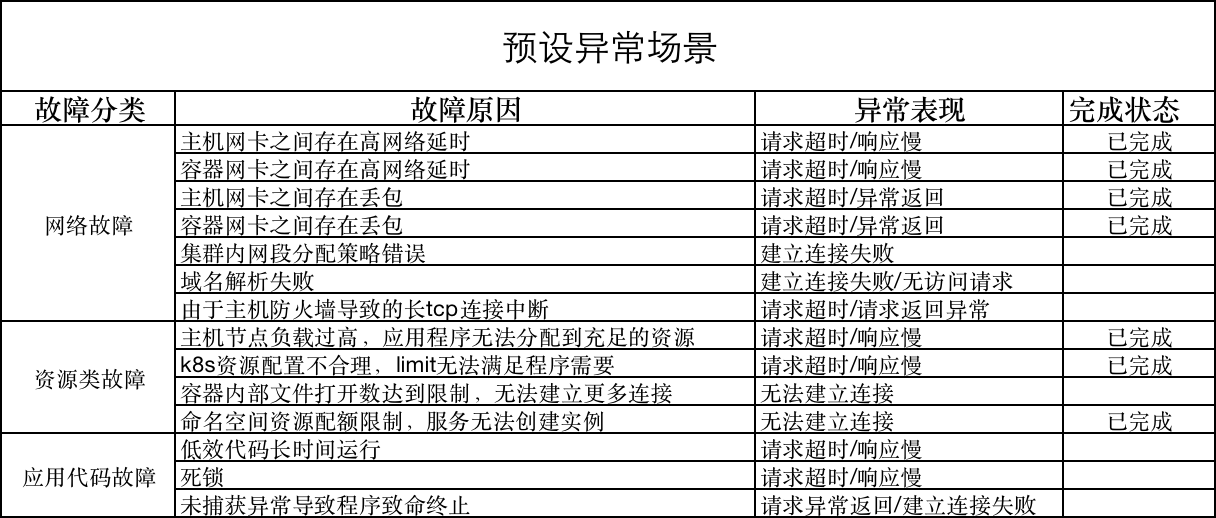 预设异常场景
故障分类 故障原因 异常表现 完成状态
网络故障
主机网卡之间存在高网络延时 请求超时/响应慢 已完成
容器网卡之间存在高网络延时 请求超时/响应慢 已完成
主机网卡之间存在丢包 请求超时/异常返回 已完成
容器网卡之间存在丢包 请求超时/异常返回 已完成
集群内网段分配策略错误 建立连接失败
域名解析失败 建立连接失败/无访问请求
由于主机防火墙导致的长tcp连接中断 请求超时/请求返回异常
资源类故障
主机节点负载过高，应用程序无法分配到充足的资源 请求超时/响应慢 已完成
k8s资源配置不合理，limit无法满足程序需要 请求超时/响应慢 已完成
容器内部文件打开数达到限制，无法建立更多连接 无法建立连接
命名空间资源配额限制，服务无法创建实例 无法建立连接 已完成
应用代码故障
低效代码长时间运行 请求超时/响应慢
死锁 请求超时/响应慢
未捕获异常导致程序致命终止 请求异常返回/建立连接失败